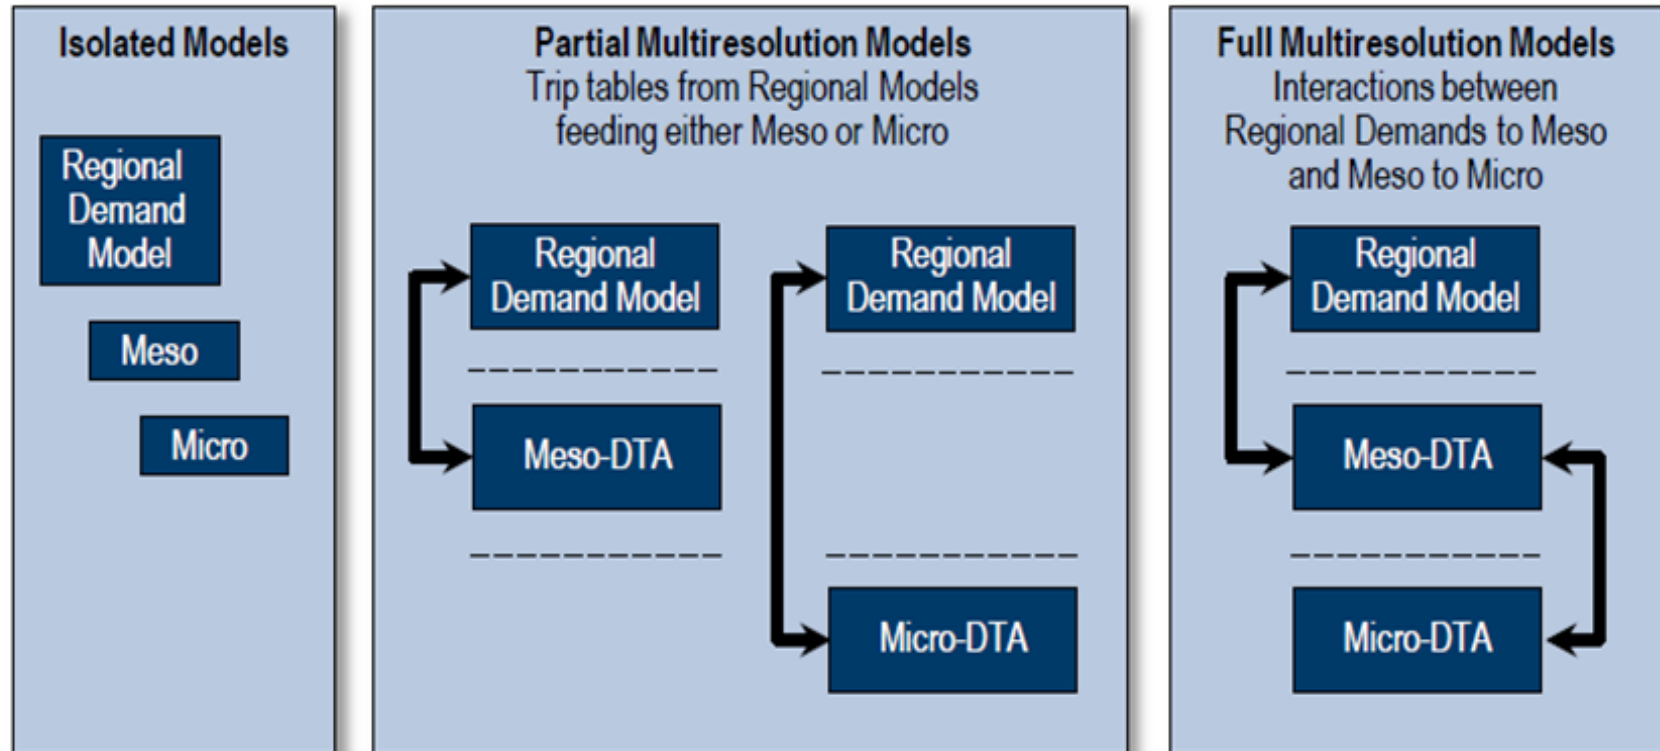 Isolated Models
Regional
Demand
Model
Meso
Micro
Partial Multiresolution Models
Trip tables from Regional Models
feeding either Meso or Micro
Regional
Demand Model
Meso-DTA
Regional
Demand Model
Micro-DTA
Full Multiresolution Models
Interactions between
Regional Demands to Meso
and Meso to Micro
Regional
Demand Model
Meso-DTA
Micro-DTA